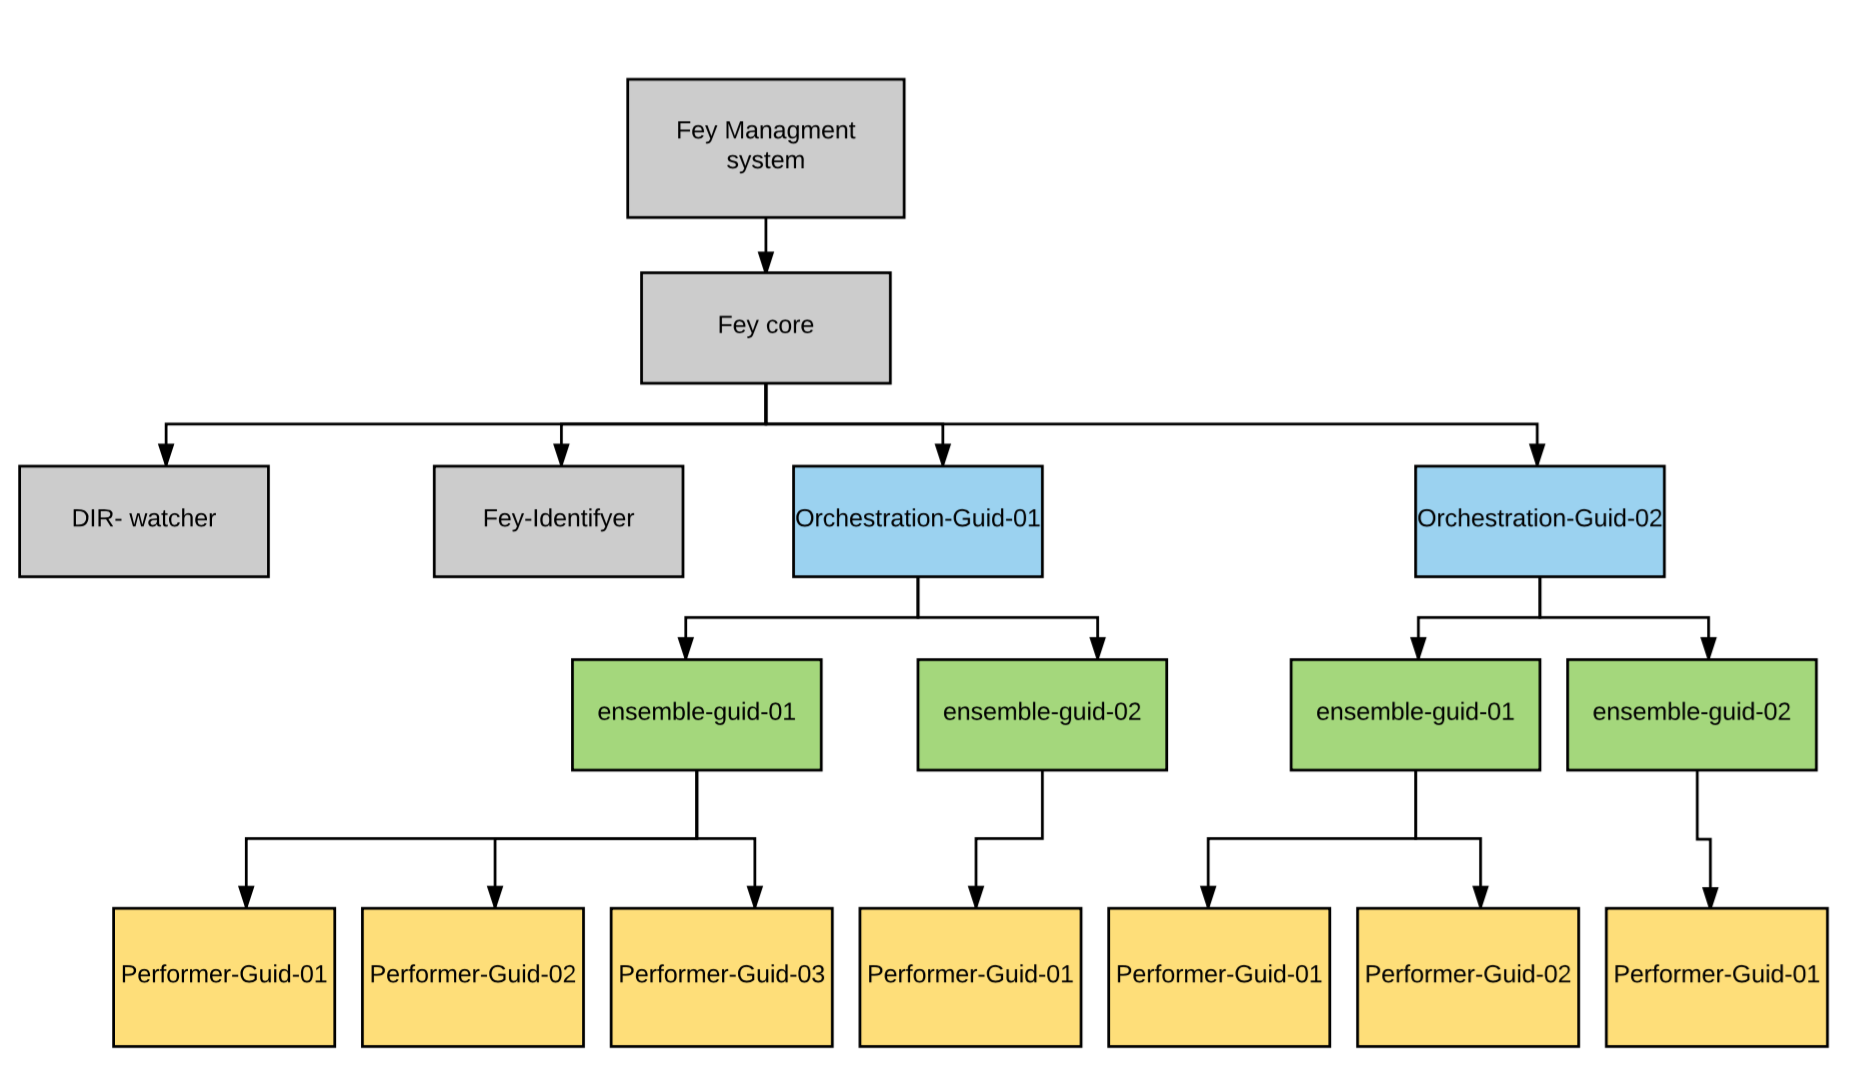 Fey Managment
system
Fey core
DIR- watcher
Fey-Identifyer
Orchestration-Guid-01
Orchestration-Guid-02
ensemble-guid-01
ensemble-guid-02
ensemble-guid-01
ensemble-guid-02
Performer-Guid-01
Performer-Guid-02
Performer-Guid-03
Performer-Guid-01
Performer-Guid-01
Performer-Guid-02
Performer-Guid-01